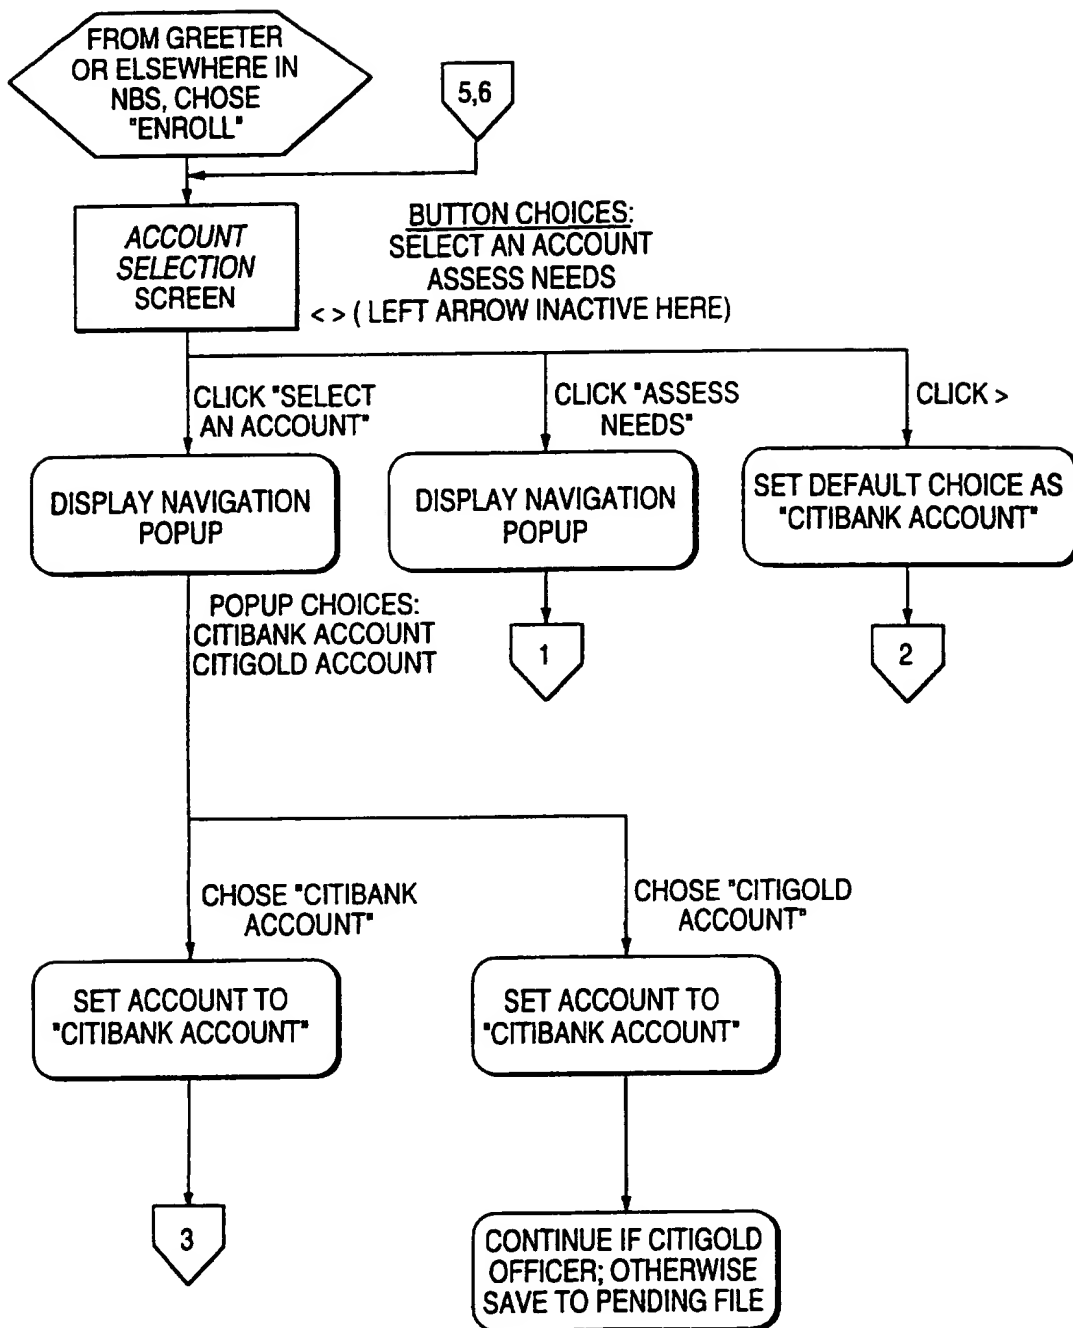 FROM GREETER
OR ELSEWHERE IN
NBS, CHOSE
"ENROLL"
5,6
ACCOUNT
SELECTION
SCREEN
BUTTON CHOICES:
SELECT AN ACCOUNT
ASSESS NEEDS
< > ( LEFT ARROW INACTIVE HERE)
CLICK "SELECT
AN ACCOUNT"
CLICK "ASSESS
NEEDS"
CLICK >
DISPLAY NAVIGATION
POPUP
DISPLAY NAVIGATION
POPUP
SET DEFAULT CHOICE AS
"CITIBANK ACCOUNT"
POPUP CHOICES:
CITIBANK ACCOUNT
CITIGOLD ACCOUNT
1
2
CHOSE "CITIBANK
ACCOUNT"
CHOSE "CITIGOLD
ACCOUNT"
SET ACCOUNT TO
"CITIBANK ACCOUNT"
SET ACCOUNT TO
"CITIBANK ACCOUNT"
3
CONTINUE IF CITIGOLD
OFFICER; OTHERWISE
SAVE TO PENDING FILE